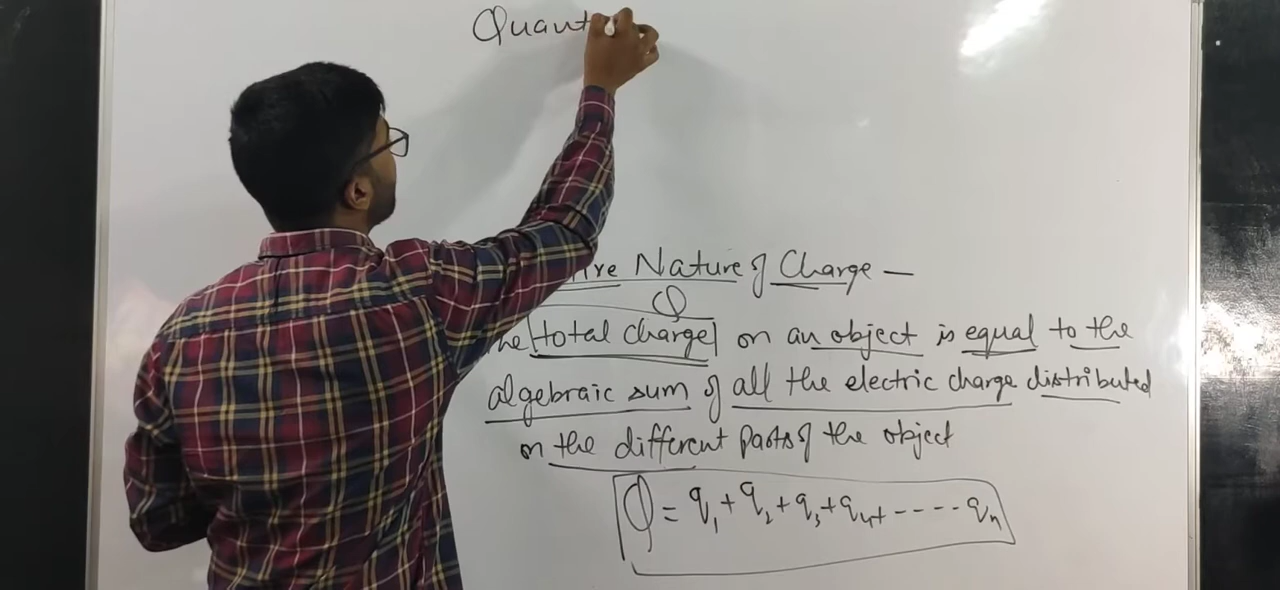 Quant
Nature of Charge —
Q
total charge on an object is equal to the
algebraic sum of all the electric charge distributed
on the different parts of the object
Q = q₁ + q₂ + q₃ + q₄ + ---- qₙ